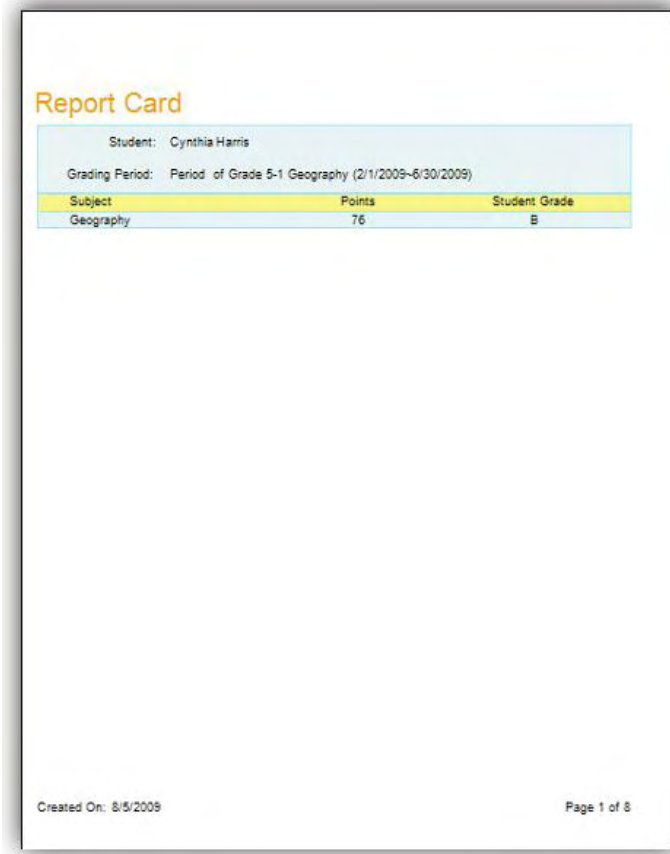 Report Card
Student: Cynthia Harris
Grading Period: Period of Grade 5-1 Geography (2/1/2009~6/30/2009)
Subject Points Student Grade
Geography 76 B
Created On: 8/5/2009 Page 1 of 8